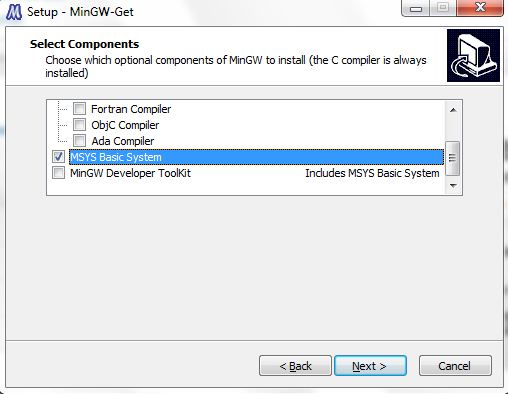 Setup - MinGW-Get
Select Components
Choose which optional components of MinGW to install (the C compiler is always
installed)
Fortran Compiler
ObjC Compiler
Ada Compiler
MSYS Basic System
MinGW Developer ToolKit Includes MSYS Basic System
< Back Next > Cancel